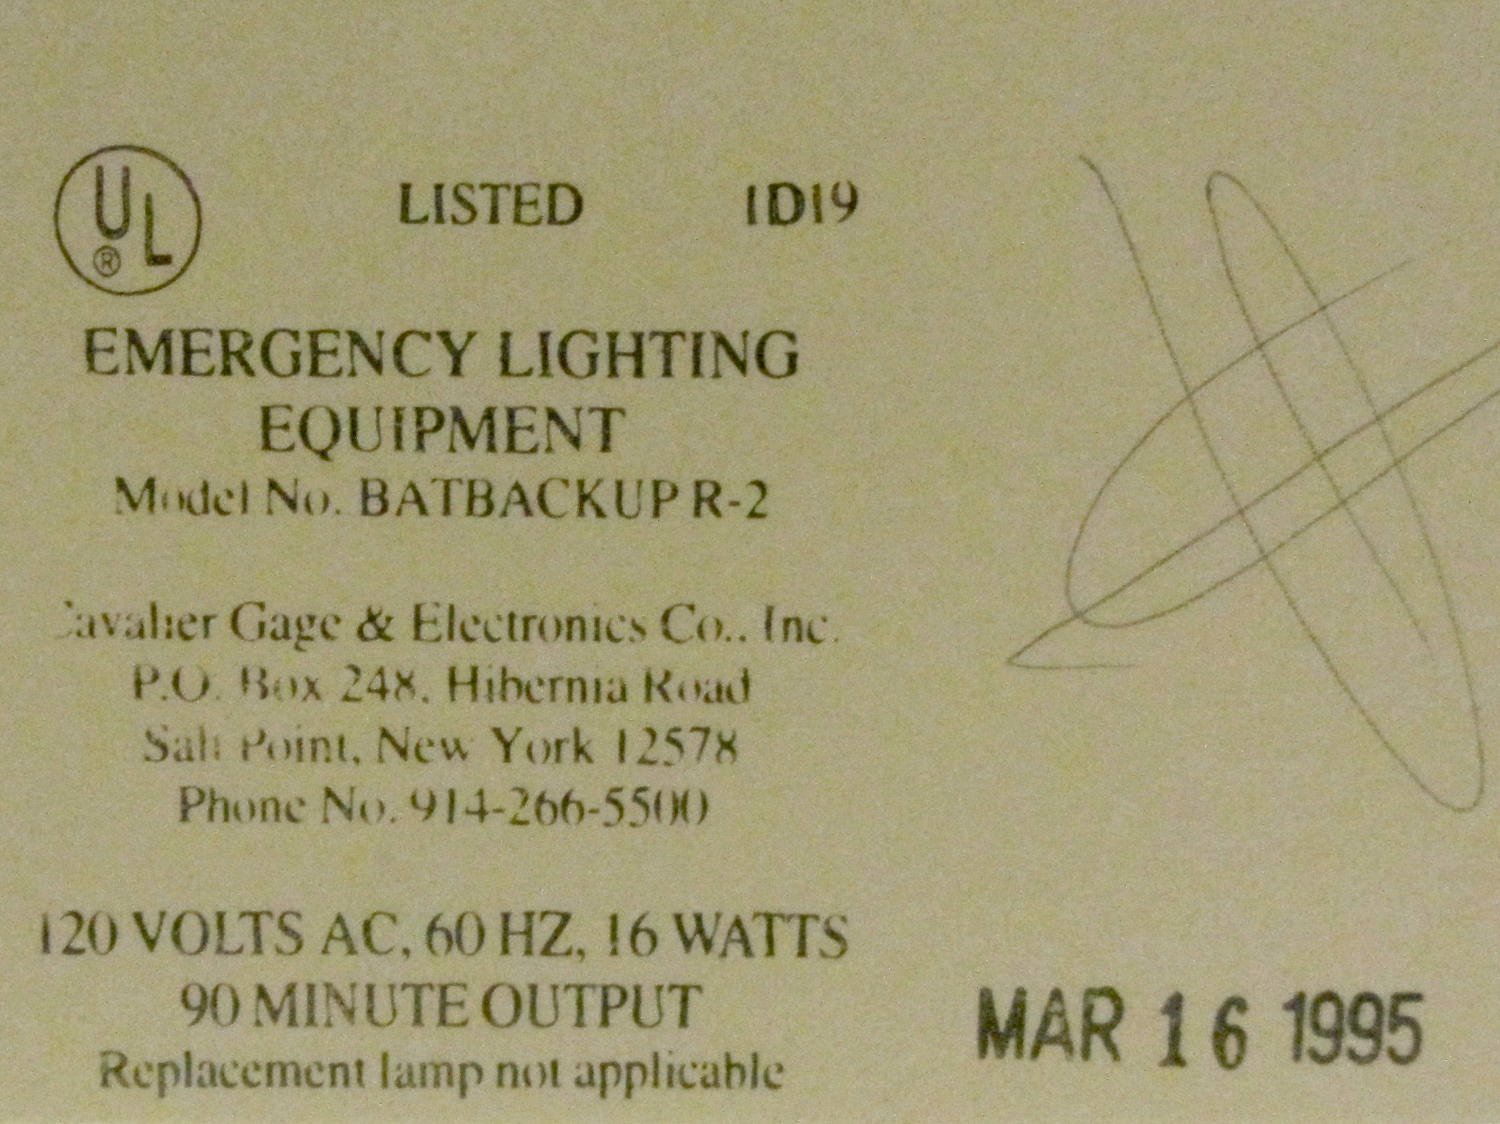 UL® LISTED 1D19
EMERGENCY LIGHTING
EQUIPMENT
Model No. BATBACKUP R-2
Cavalier Gage & Electronics Co., Inc.
P.O. Box 248, Hibernia Road
Salt Point, New York 12578
Phone No. 914-266-5500
120 VOLTS AC, 60 HZ, 16 WATTS
90 MINUTE OUTPUT
Replacement lamp not applicable
MAR 16 1995